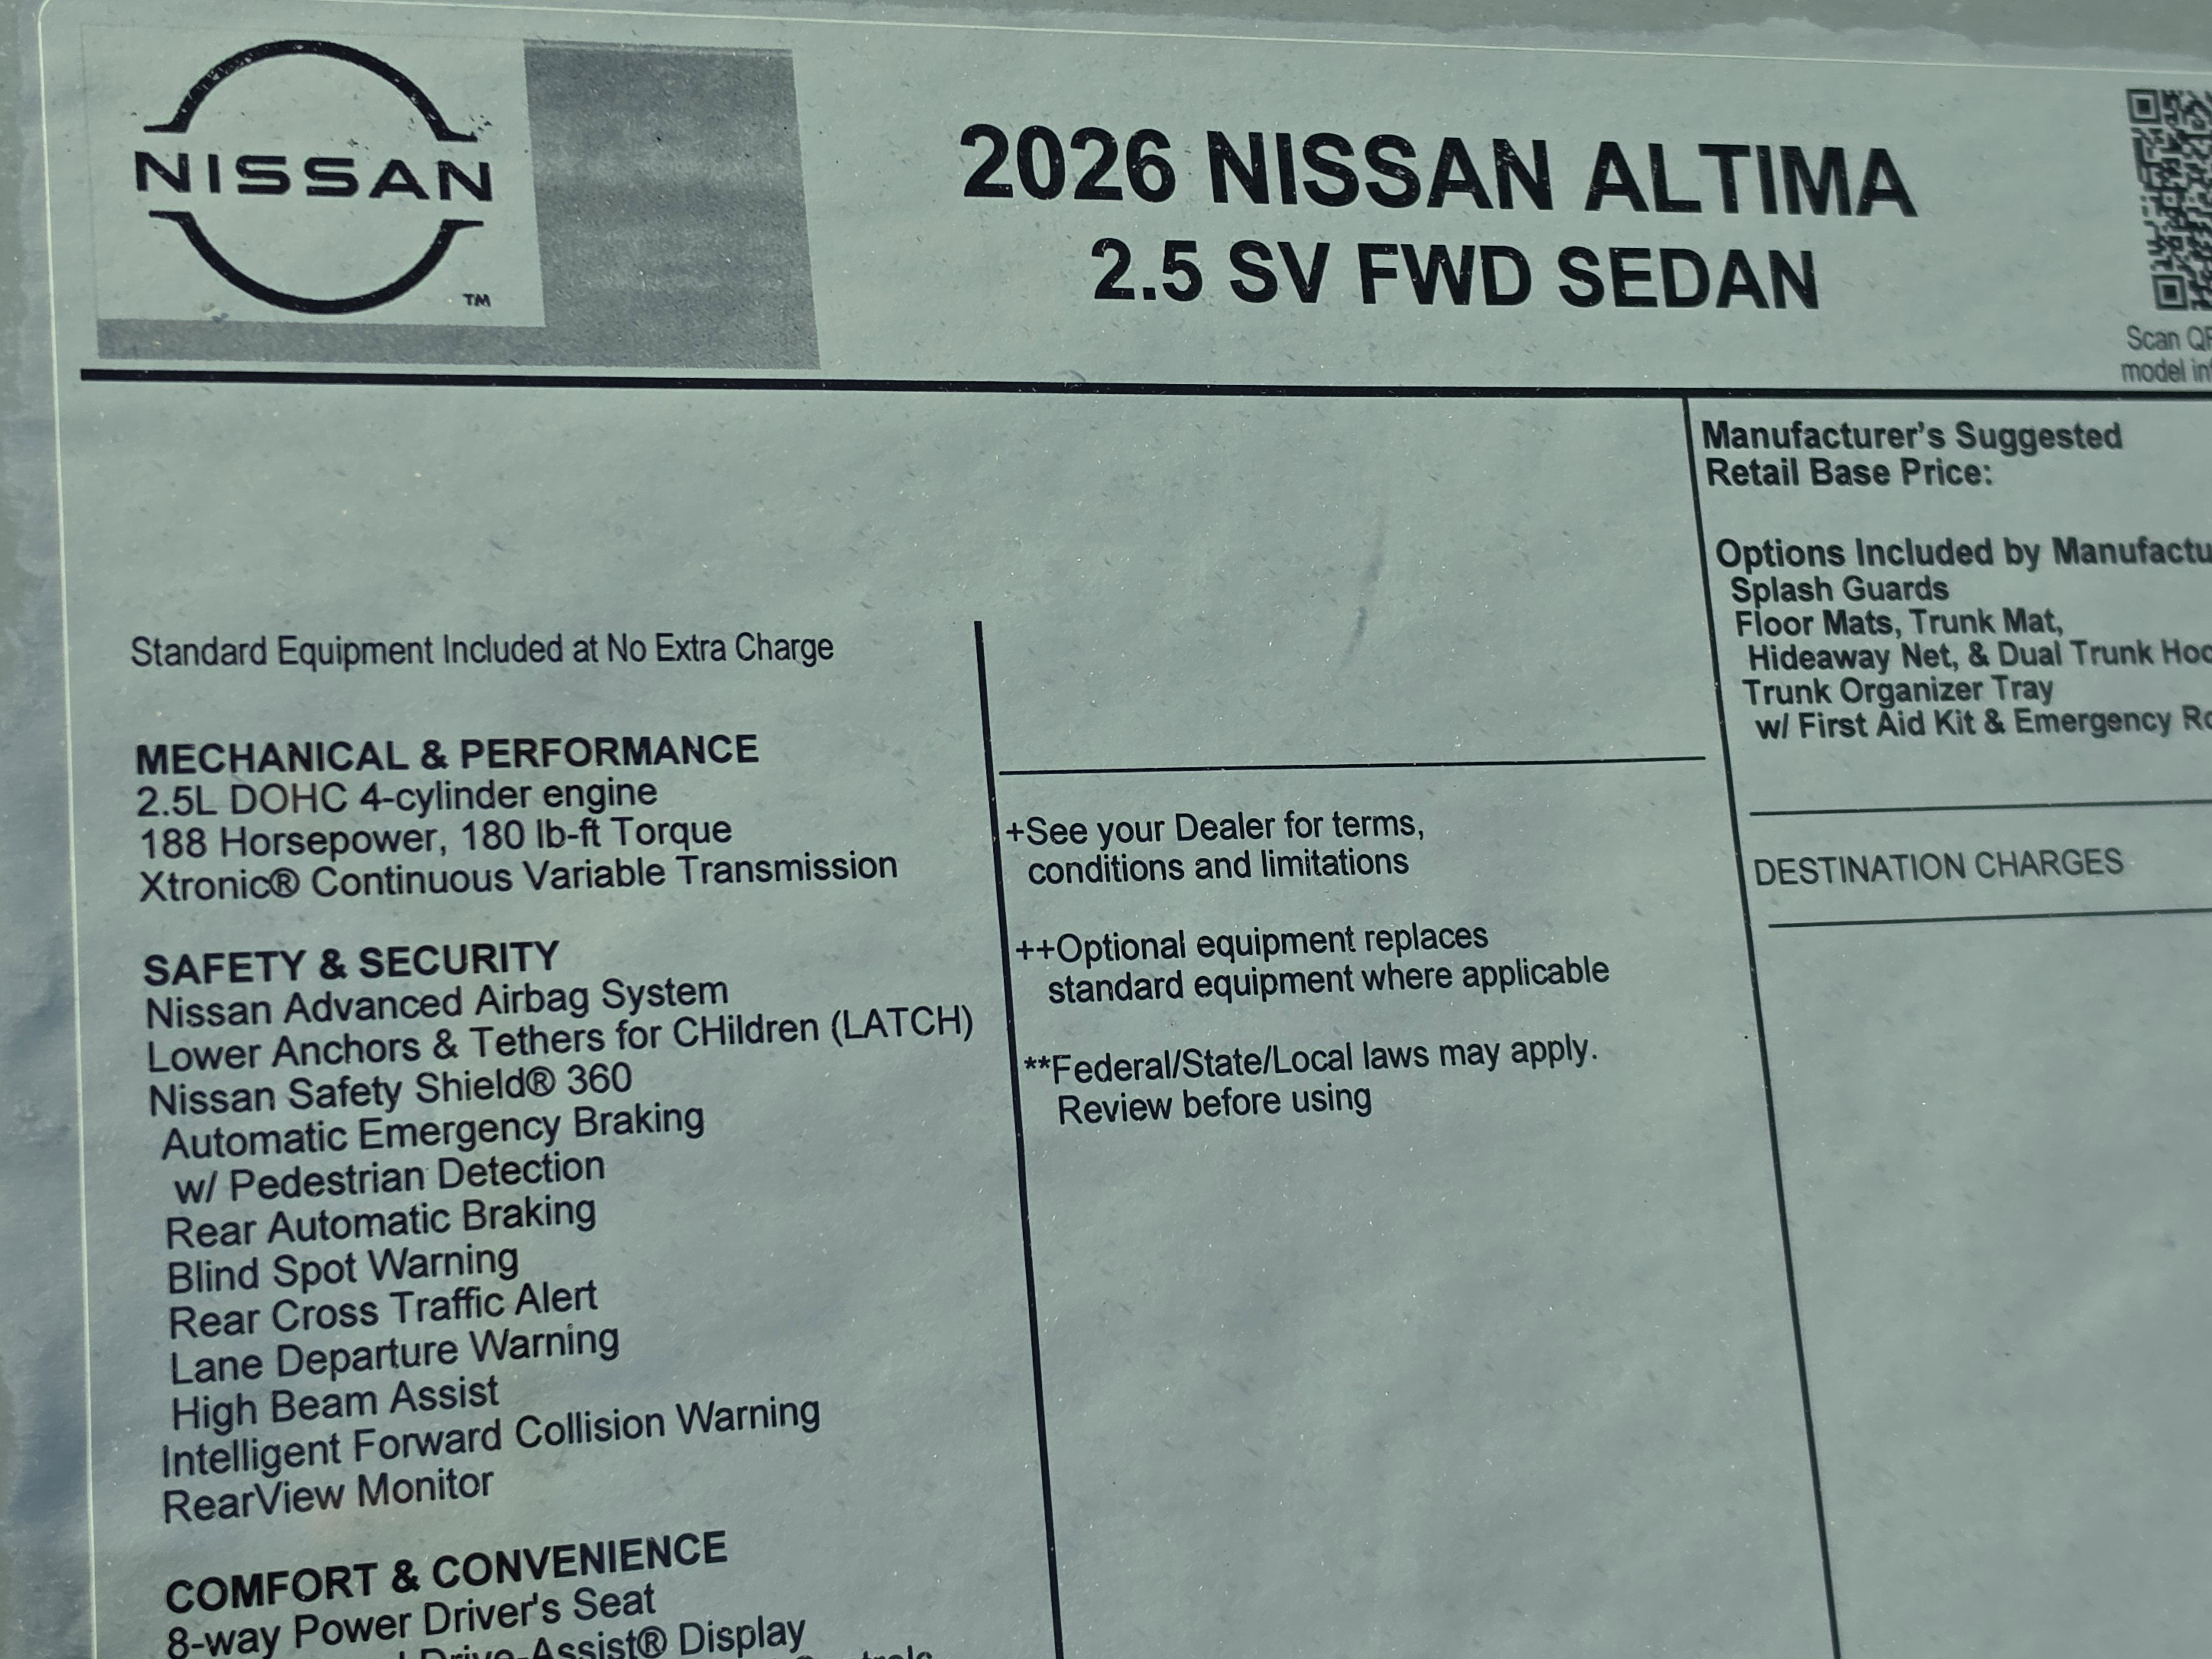 NISSAN
TM
2026 NISSAN ALTIMA
2.5 SV FWD SEDAN
Scan
model
Standard Equipment Included at No Extra Charge
MECHANICAL & PERFORMANCE
2.5L DOHC 4-cylinder engine
188 Horsepower, 180 lb-ft Torque
Xtronic® Continuous Variable Transmission
SAFETY & SECURITY
Nissan Advanced Airbag System
Lower Anchors & Tethers for CHildren (LATCH)
Nissan Safety Shield® 360
Automatic Emergency Braking
w/ Pedestrian Detection
Rear Automatic Braking
Blind Spot Warning
Rear Cross Traffic Alert
Lane Departure Warning
High Beam Assist
Intelligent Forward Collision Warning
RearView Monitor
COMFORT & CONVENIENCE
8-way Power Driver's Seat
Drive-Assist® Display
+See your Dealer for terms,
conditions and limitations
++Optional equipment replaces
standard equipment where applicable
**Federal/State/Local laws may apply.
Review before using
Manufacturer's Suggested
Retail Base Price:
Options Included by
Splash Guards
Floor Mats, Trunk Mat,
Hideaway Net, & Dual Trunk
Trunk Organizer Tray
w/ First Aid Kit & Emergency
DESTINATION CHARGES